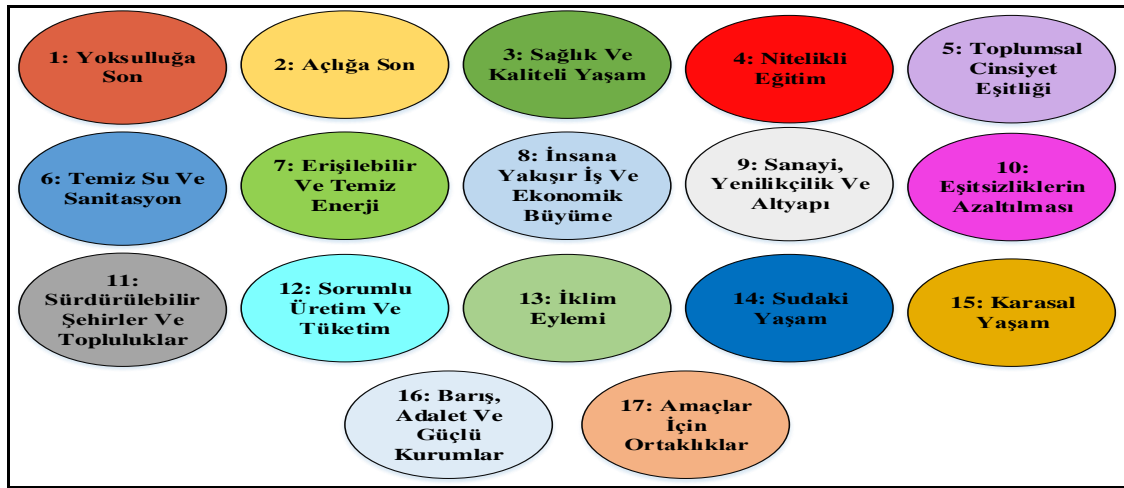 1: Yoksulluğa
Son
2: Açlığa Son
3: Sağlık Ve
Kaliteli Yaşam
4: Nitelikli
Eğitim
5: Toplumsal
Cinsiyet
Eşitliği
6: Temiz Su Ve
Sanitasyon
7: Erişilebilir
Ve Temiz
Enerji
8: İnsana
Yakışır İş Ve
Ekonomik
Büyüme
9: Sanayi,
Yenilikçilik Ve
Altyapı
10:
Eşitsizliklerin
Azaltılması
11:
Sürdürülebilir
Şehirler Ve
Topluluklar
12: Sorumlu
Üretim Ve
Tüketim
13: İklim
Eylemi
14: Sudaki
Yaşam
15: Karasal
Yaşam
16: Barış,
Adalet Ve
Güçlü
Kurumlar
17: Amaçlar
İçin
Ortaklıklar